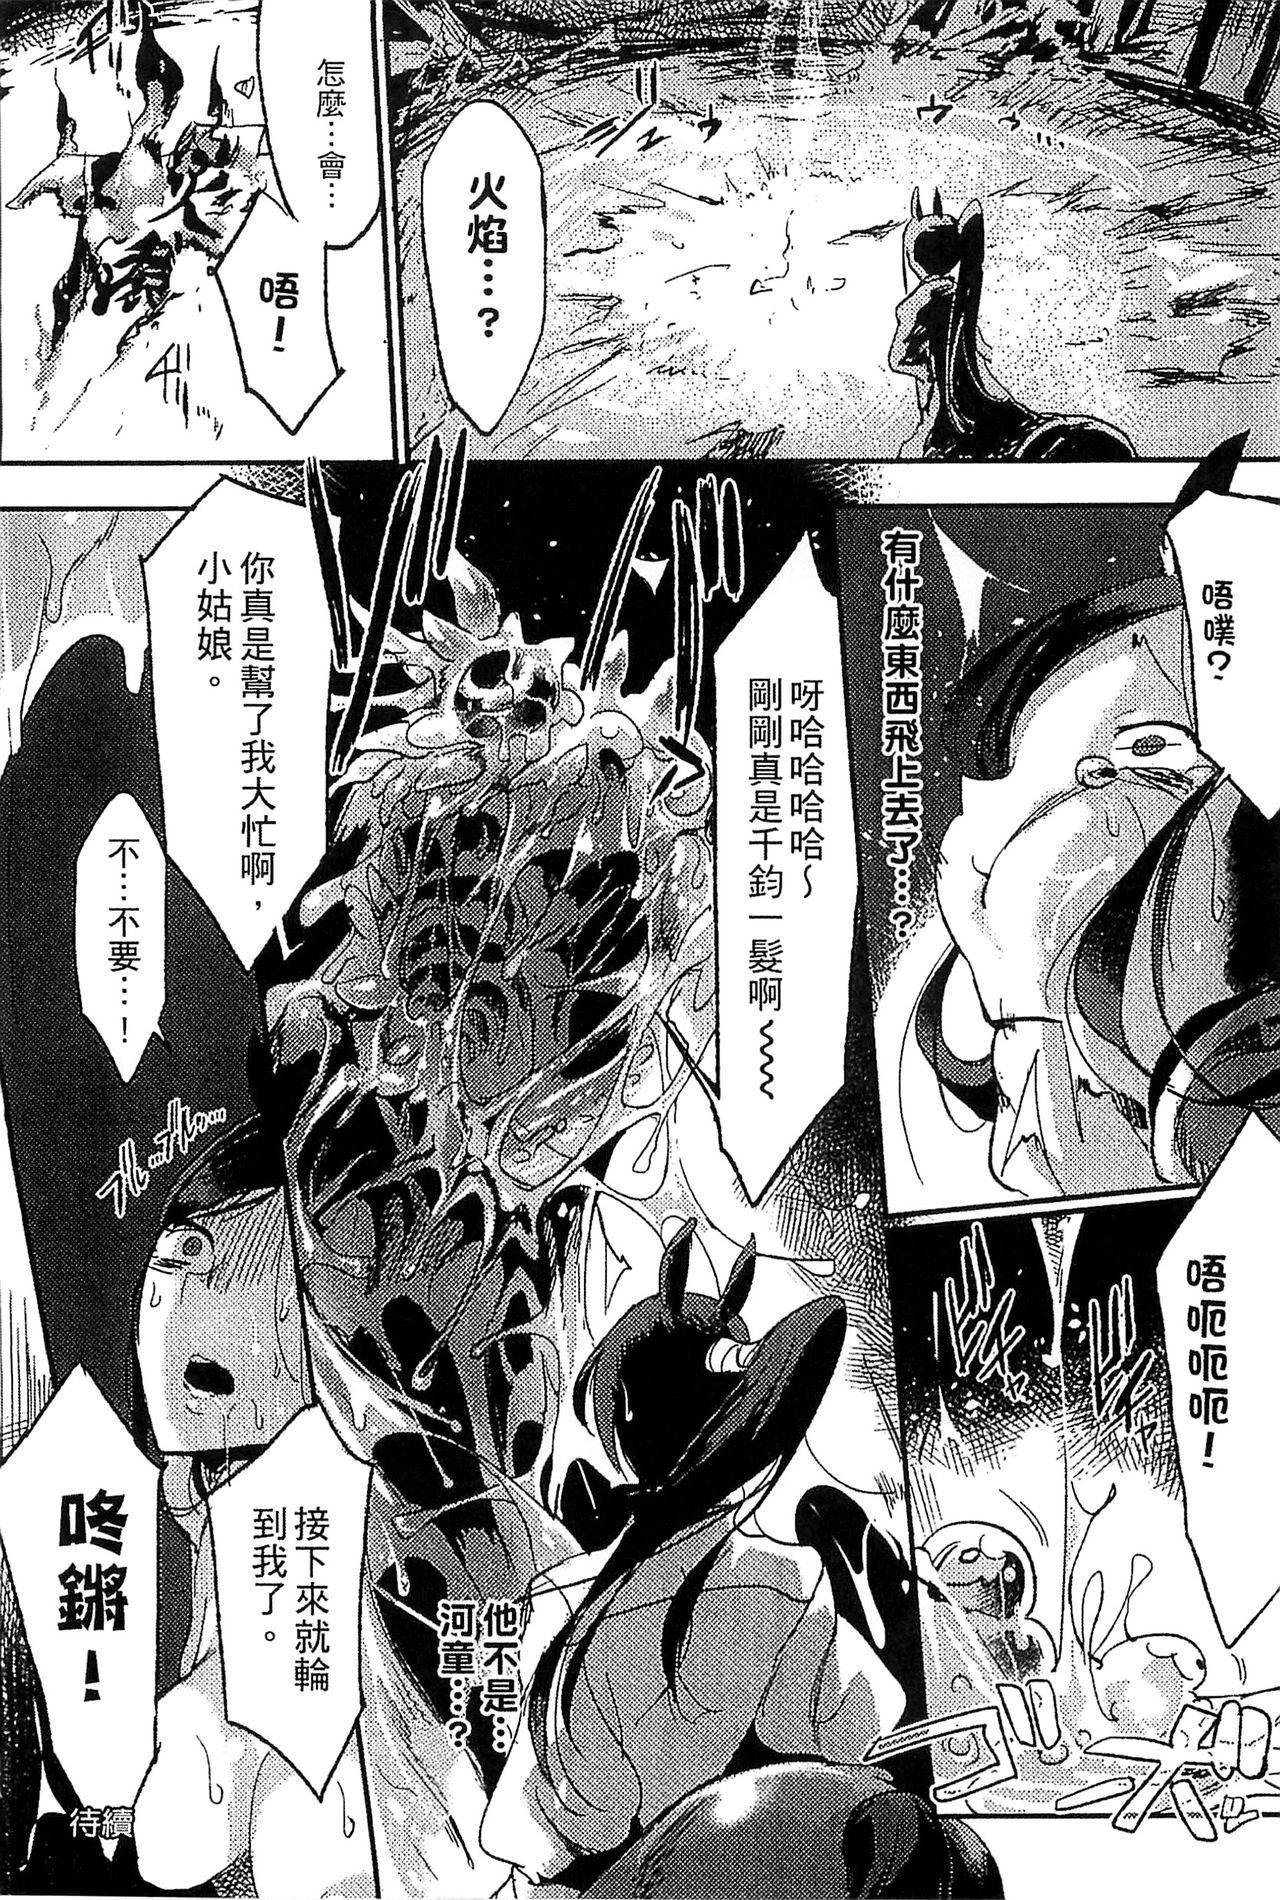 火焰…?
怎麼…會…
唔!
唔噗?
有什麼東西飛上去了…?
唔呃呃呃!
呀哈哈哈哈~
剛剛真是千鈞一髮啊~~~~
你真是幫了我大忙啊,
小姑娘。
他不是…
河童…?
不…不要…!
接下來就輪
到我了。
咚鏘!
待續